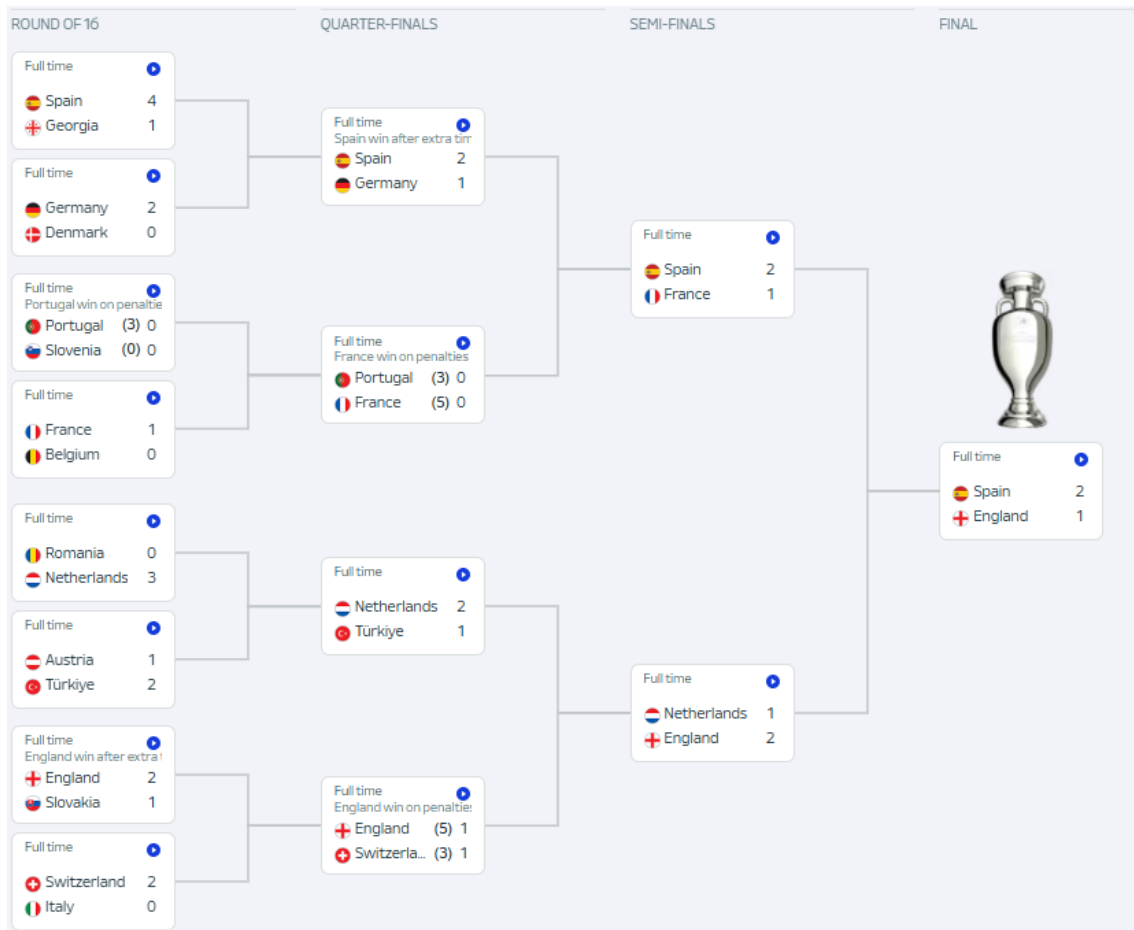 ROUND OF 16
QUARTER-FINALS
SEMI-FINALS
FINAL
Full time
Spain 4
Georgia 1
Full time
Germany 2
Denmark 0
Full time
Portugal win on penaltie
Portugal (3) 0
Slovenia (0) 0
Full time
France 1
Belgium 0
Full time
Romania 0
Netherlands 3
Full time
Austria 1
Türkiye 2
Full time
England win after extra
England 2
Slovakia 1
Full time
Switzerland 2
Italy 0
Full time
Spain win after extra tim
Spain 2
Germany 1
Full time
France win on penalties
Portugal (3) 0
France (5) 0
Full time
Netherlands 2
Türkiye 1
Full time
England win on penalties
England (5) 1
Switzerla... (3) 1
Full time
Spain 2
France 1
Full time
Netherlands 1
England 2
Full time
Spain 2
England 1